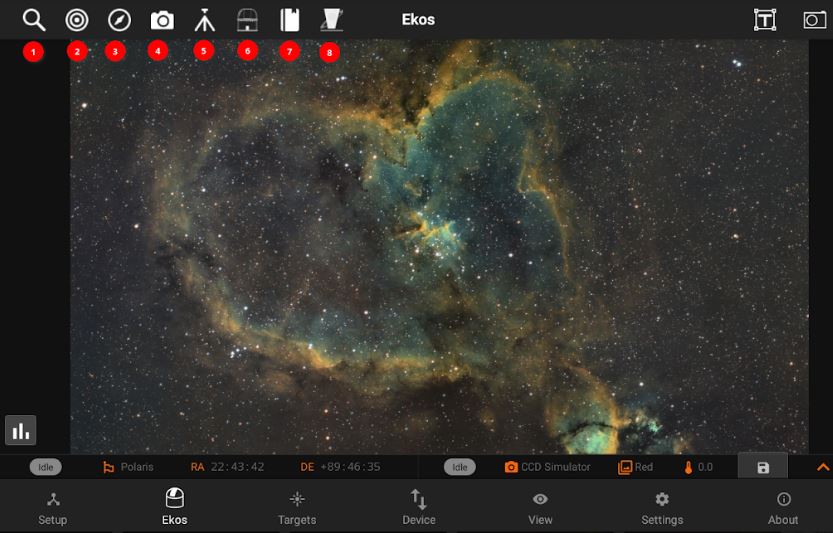 Ekos
T
1 2 3 4 5 6 7 8
Idle Polaris RA 22:43:42 DE +89:46:35 Idle CCD Simulator Red 0.0
Setup Ekos Targets Device View Settings About